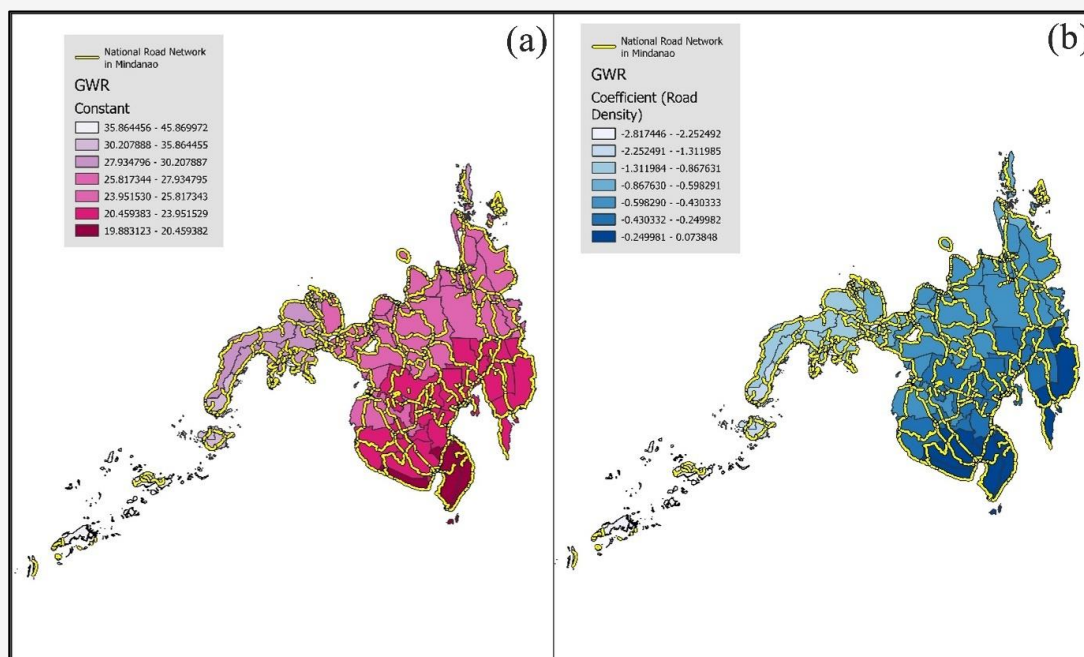 (a)
National Road Network
in Mindanao
GWR
Constant
35.864456 - 45.869972
30.207888 - 35.864455
27.934796 - 30.207887
25.817344 - 27.934795
23.951530 - 25.817343
20.459383 - 23.951529
19.883123 - 20.459382
(b)
National Road Network
in Mindanao
GWR
Coefficient (Road
Density)
-2.817446 - -2.252492
-2.252491 - -1.311985
-1.311984 - -0.867631
-0.867630 - -0.598291
-0.598290 - -0.430333
-0.430332 - -0.249982
-0.249981 - 0.073848